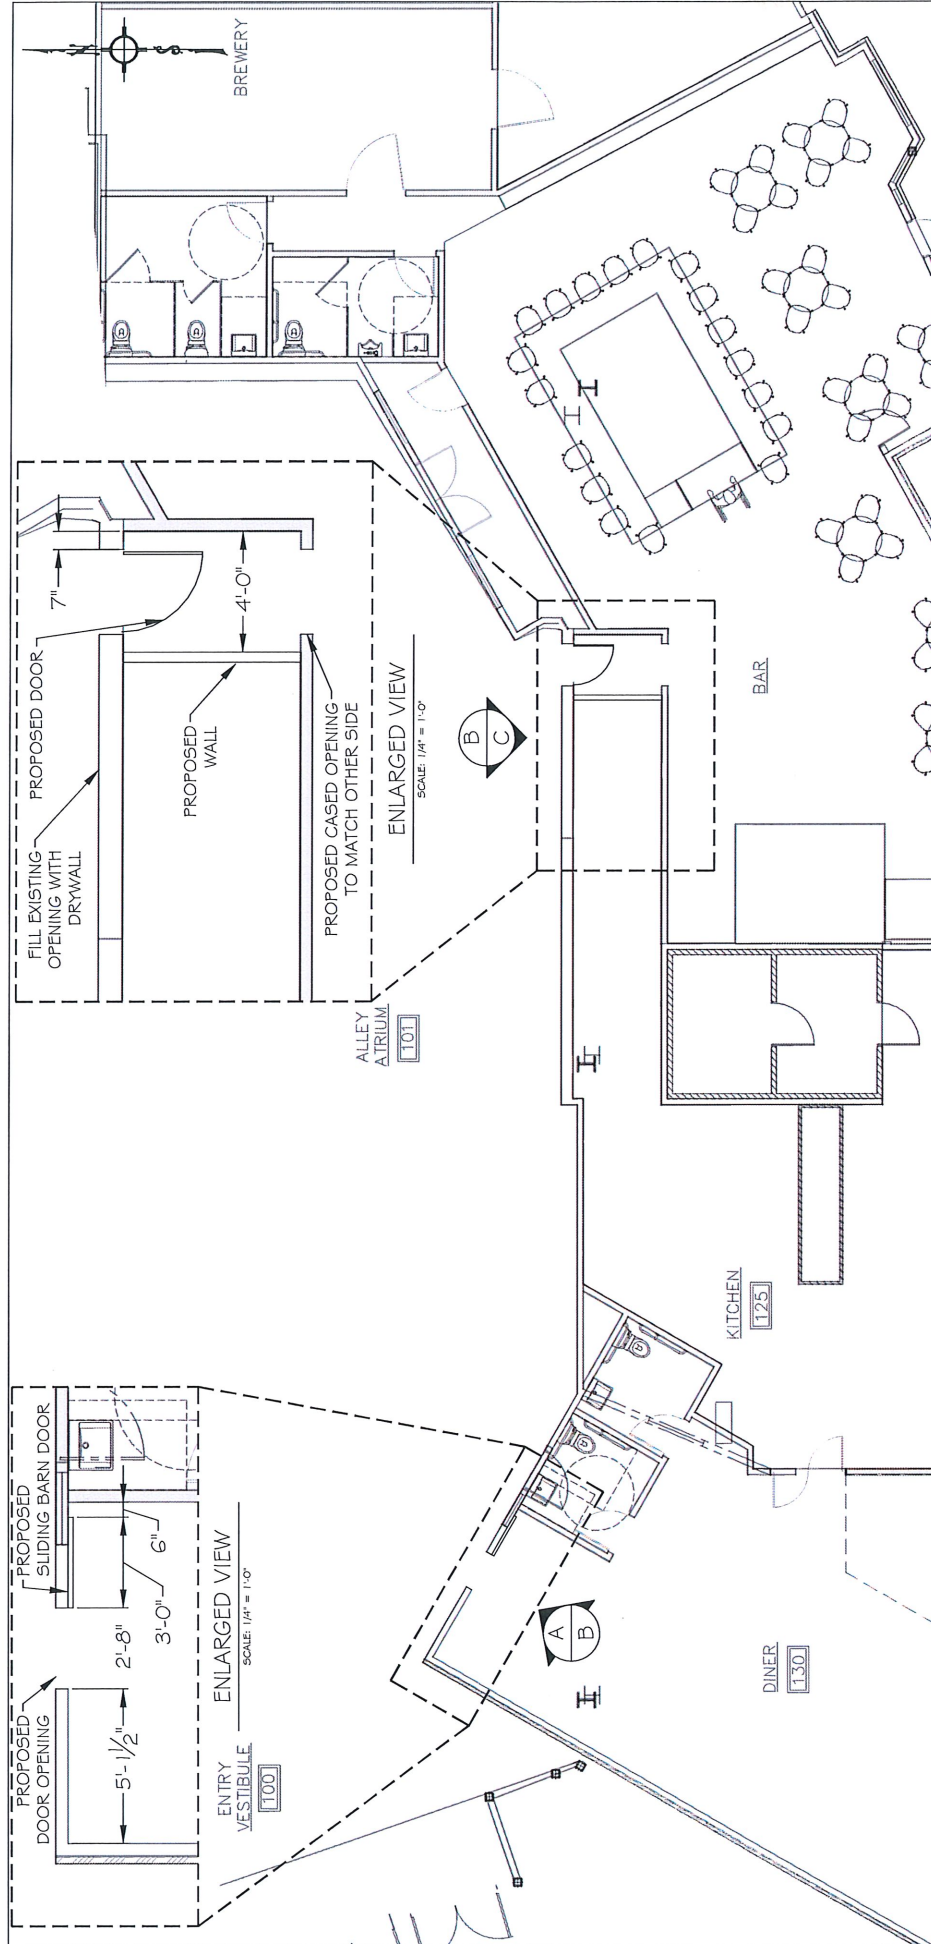 PROPOSED
DOOR OPENING
PROPOSED
SLIDING BARN DOOR
5'-1½"
2'-8"
3'-0"
6"
ENLARGED VIEW
SCALE: 1/4" = 1'-0"
ENTRY
VESTIBULE
100
FILL EXISTING
OPENING WITH
DRYWALL
PROPOSED DOOR
7"
PROPOSED
WALL
4'-0"
PROPOSED CASED OPENING
TO MATCH OTHER SIDE
ENLARGED VIEW
SCALE: 1/4" = 1'-0"
ALLEY
ATRIUM
101
BREWERY
N
S
B
C
A
B
BAR
KITCHEN
125
DINER
130